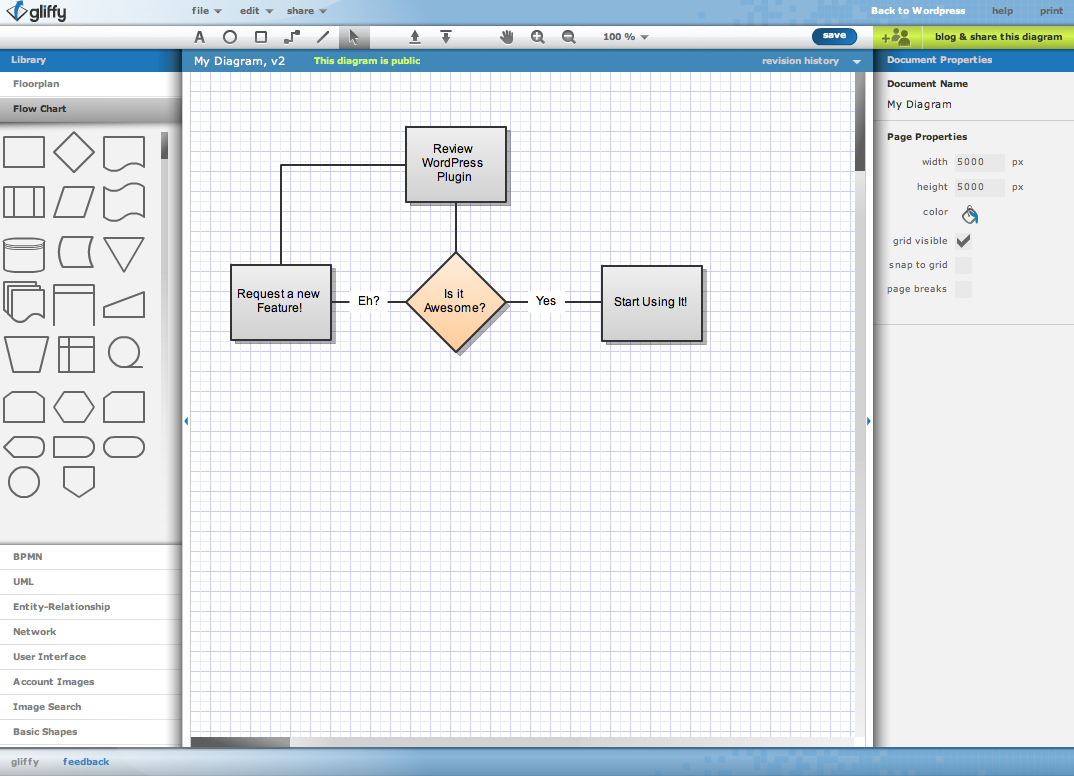 gliffy
file edit share
Back to Wordpress help print
A
100 %
save
blog & share this diagram
Library
Floorplan
Flow Chart
BPMN
UML
Entity-Relationship
Network
User Interface
Account Images
Image Search
Basic Shapes
My Diagram, v2
This diagram is public
revision history
Review
WordPress
Plugin
Request a new
Feature!
Eh?
Is it
Awesome?
Yes
Start Using It!
Document Properties
Document Name
My Diagram
Page Properties
width 5000 px
height 5000 px
color
grid visible
snap to grid
page breaks
gliffy feedback